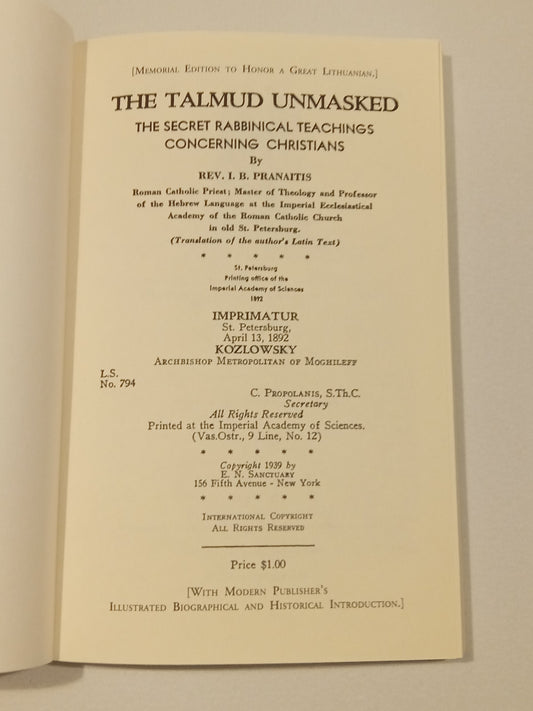 [Memorial Edition to Honor a Great Lithuanian.]
THE TALMUD UNMASKED
THE SECRET RABBINICAL TEACHINGS
CONCERNING CHRISTIANS
By
REV. I. B. PRANAITIS
Roman Catholic Priest; Master of Theology and Professor
of the Hebrew Language at the Imperial Ecclesiastical
Academy of the Roman Catholic Church
in old St. Petersburg.
(Translation of the author's Latin Text)
* * * * *
St. Petersburg
Printing office of the
Imperial Academy of Sciences
1892
IMPRIMATUR
St. Petersburg,
April 13, 1892
KOZLOWSKY
Archbishop Metropolitan of Moghileff
L.S.
No. 794
C. Propolanis, S.Th.C.
Secretary
All Rights Reserved
Printed at the Imperial Academy of Sciences.
(Vas.Ostr., 9 Line, No. 12)
* * * * *
Copyright 1939 by
E. N. Sanctuary
156 Fifth Avenue - New York
* * * * *
International Copyright
All Rights Reserved
Price $1.00
[With Modern Publisher's
Illustrated Biographical and Historical Introduction.]